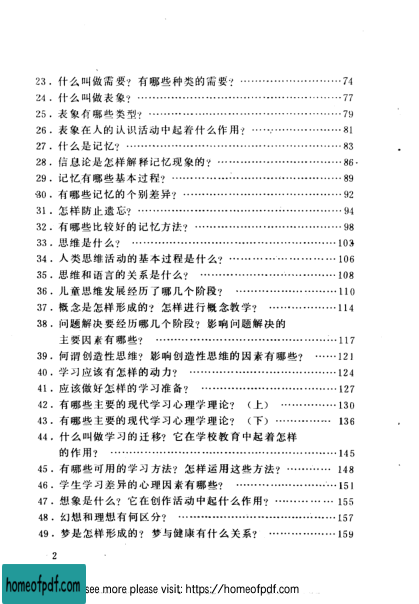 23．什么叫做需要？有哪些种类的需要？ ………………………74
24．什么叫做表象？ ………………………………………………77
25．表象有哪些类型？ ……………………………………………79
26．表象在人的认识活动中起着什么作用？ ……………………81
27．什么是记忆？ …………………………………………………83
28．信息论是怎样解释记忆现象的？ ……………………………86
29．记忆有哪些基本过程？ ………………………………………89
30．有哪些记忆的个别差异？ ……………………………………92
31．怎样防止遗忘？ ………………………………………………94
32．有哪些比较好的记忆方法？ …………………………………98
33．思维是什么？ …………………………………………………103
34．人类思维活动的基本过程是什么？ …………………………106
35．思维和语言的关系是什么？ …………………………………108
36．儿童思维发展经历了哪几个阶段？ …………………………110
37．概念是怎样形成的？怎样进行概念教学？ …………………114
38．问题解决要经历哪几个阶段？影响问题解决的
主要因素有哪些？ ……………………………………………117
39．何谓创造性思维？影响创造性思维的因素有哪些？ ……121
40．学习应该有怎样的动力？ ……………………………………124
41．应该做好怎样的学习准备？ …………………………………127
42．有哪些主要的现代学习心理学理论？（上） ………………130
43．有哪些主要的现代学习心理学理论？（下） ……………… 136
44．什么叫做学习的迁移？它在学校教育中起着怎样
的作用？ ………………………………………………………145
45．有哪些可用的学习方法？怎样运用这些方法？ ………… 148
46．学生学习差异的心理因素有哪些？ …………………………151
47．想象是什么？它在创作活动中起什么作用？ …………… 155
48．幻想和理想有何区分？ ………………………………………157
49．梦是怎样形成的？梦与健康有什么关系？ …………………159
2
homeofpdf.com
see more please visit: https://homeofpdf.com